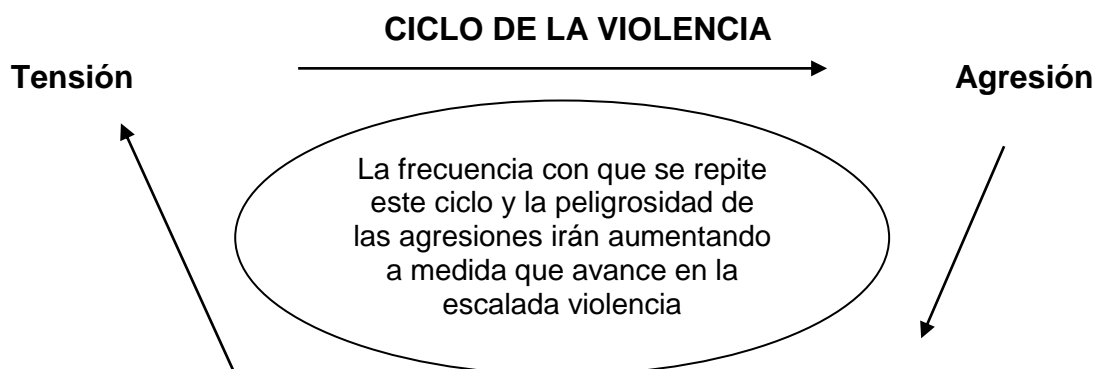 CICLO DE LA VIOLENCIA
Tensión
Agresión
La frecuencia con que se repite
este ciclo y la peligrosidad de
las agresiones irán aumentando
a medida que avance en la
escalada violencia